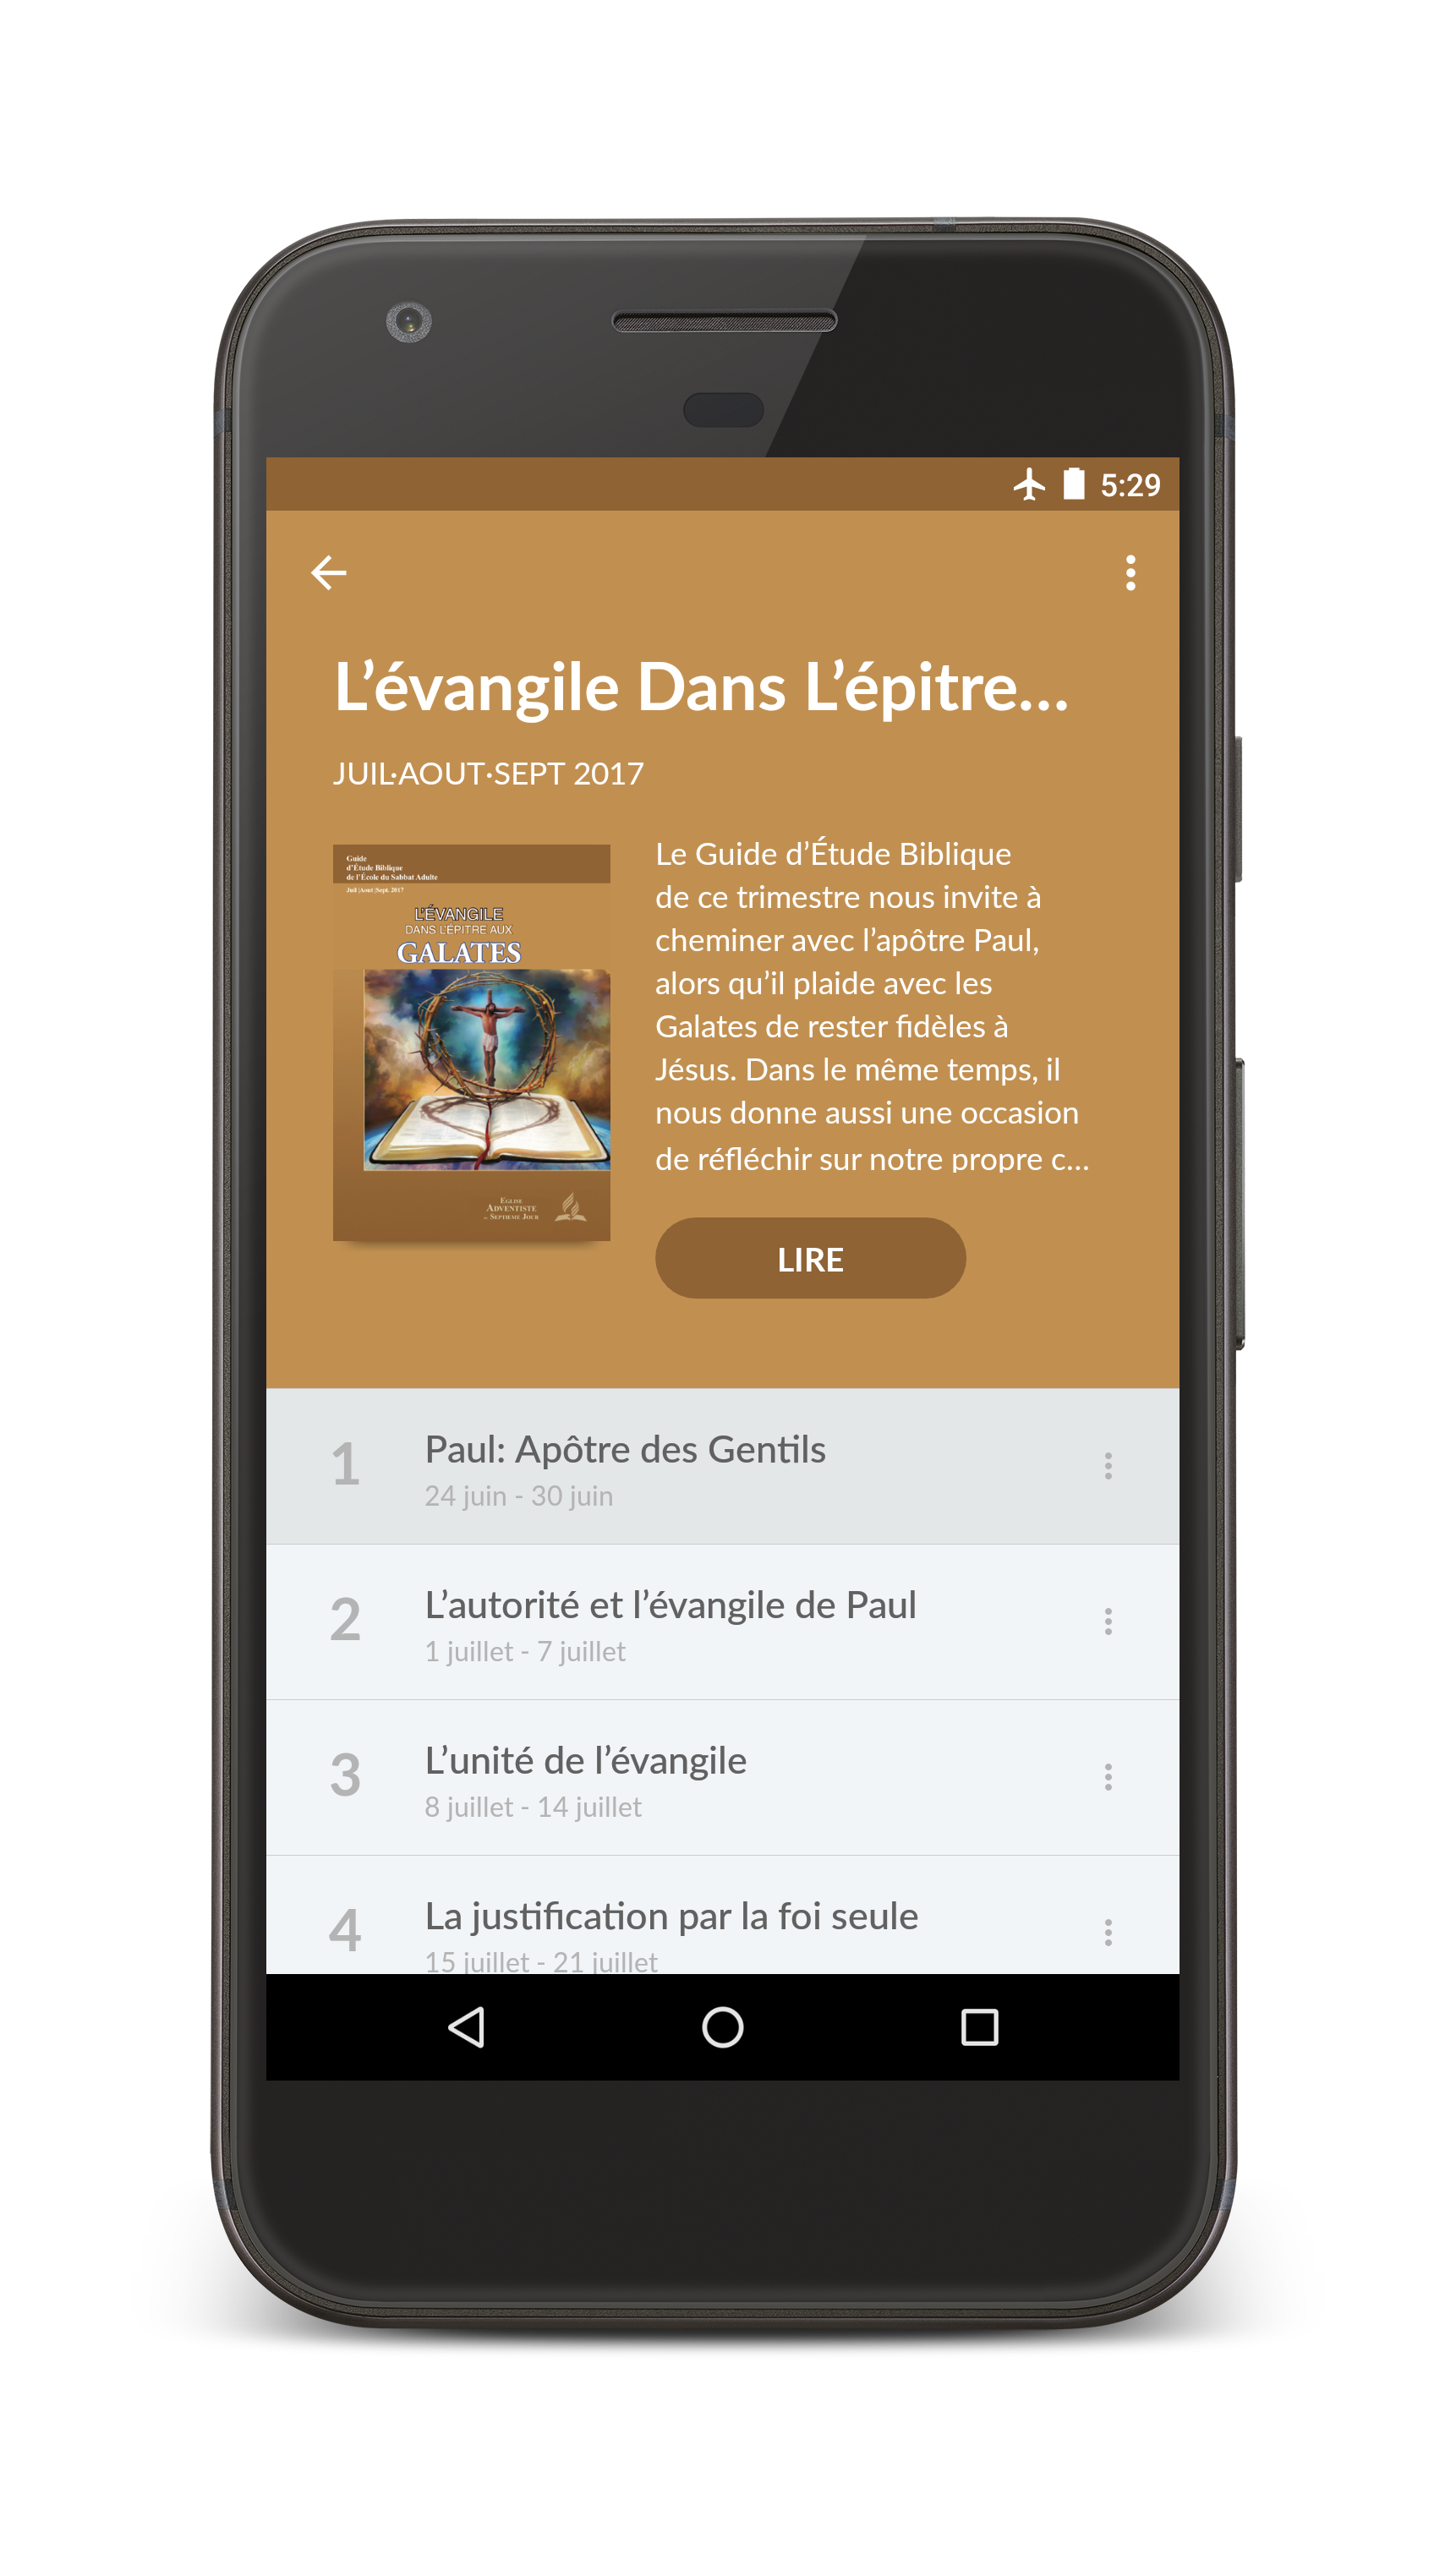 5:29
L’évangile Dans L’épitre...
JUIL·AOUT·SEPT 2017
Guide
d’Étude Biblique
de l’École du Sabbat Adulte
Juil |Aout |Sept. 2017
L’ÉVANGILE
DANS L’ÉPITRE AUX
GALATES
EGLISE
ADVENTISTE
DU SEPTIEME JOUR
Le Guide d’Étude Biblique
de ce trimestre nous invite à
cheminer avec l’apôtre Paul,
alors qu’il plaide avec les
Galates de rester fidèles à
Jésus. Dans le même temps, il
nous donne aussi une occasion
de réfléchir sur notre propre c...
LIRE
1
Paul: Apôtre des Gentils
24 juin - 30 juin
2
L’autorité et l’évangile de Paul
1 juillet - 7 juillet
3
L’unité de l’évangile
8 juillet - 14 juillet
4
La justification par la foi seule
15 juillet - 21 juillet